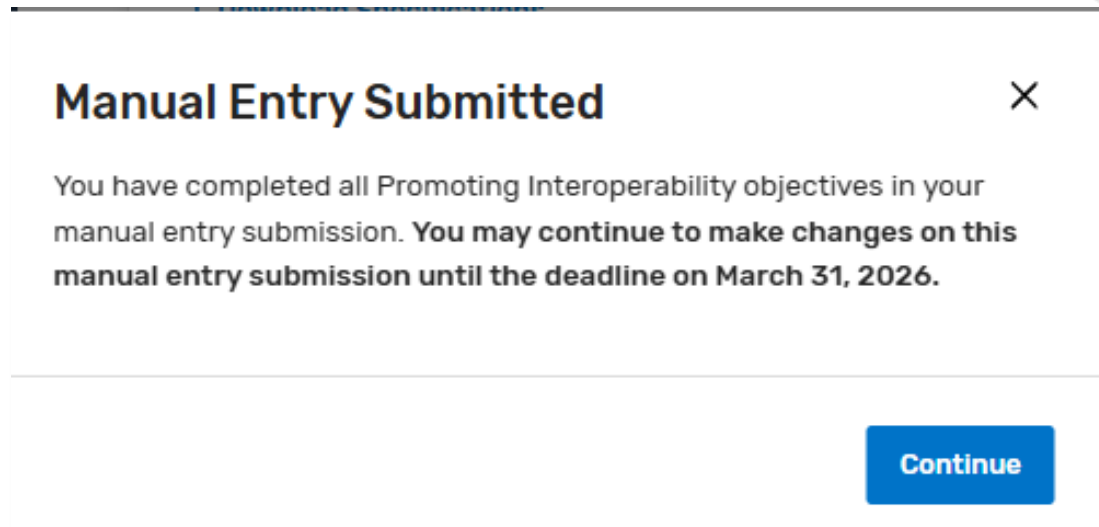 Manual Entry Submitted
You have completed all Promoting Interoperability objectives in your
manual entry submission. You may continue to make changes on this
manual entry submission until the deadline on March 31, 2026.
Continue